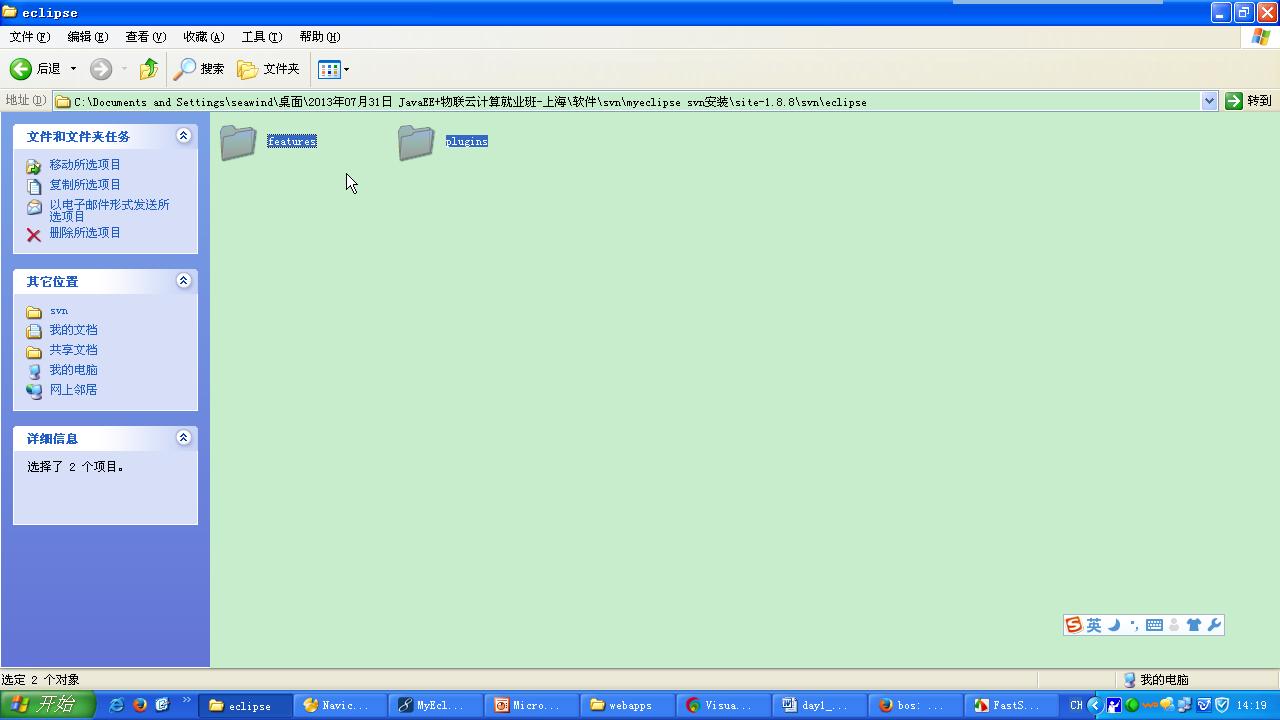 eclipse
文件(F) 编辑(E) 查看(V) 收藏(A) 工具(T) 帮助(H)
后退 搜索 文件夹
地址(D) C:\Documents and Settings\seawind\桌面\2013年07月31日 JavaEE+物联云计算就业班-上海\软件\svn\myeclipse svn安装\site-1.8.8\svn\eclipse 转到
文件和文件夹任务
移动所选项目
复制所选项目
以电子邮件形式发送所
选项目
删除所选项目
其它位置
svn
我的文档
共享文档
我的电脑
网上邻居
详细信息
选择了 2 个项目。
features plugins
英
选定 2 个对象 我的电脑
开始 eclipse Navic... MyEcl... Micro... webapps Visua... day1_... bos: ... FastS... CH 14:19